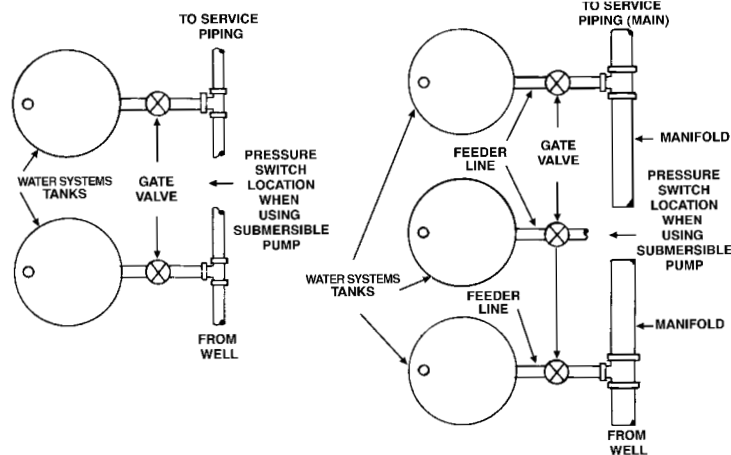 TO SERVICE
PIPING
WATER SYSTEMS
TANKS
GATE
VALVE
PRESSURE
SWITCH
LOCATION
WHEN
USING
SUBMERSIBLE
PUMP
FROM
WELL
TO SERVICE
PIPING (MAIN)
MANIFOLD
FEEDER
LINE
GATE
VALVE
PRESSURE
SWITCH
LOCATION
WHEN
USING
SUBMERSIBLE
PUMP
WATER SYSTEMS
TANKS
FEEDER
LINE
MANIFOLD
FROM
WELL